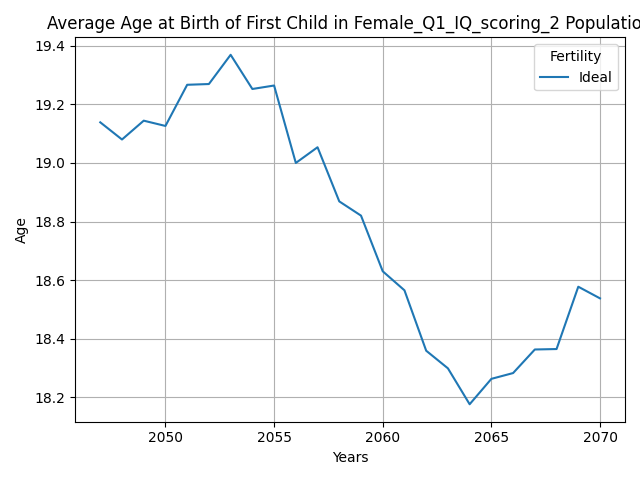 Average Age at Birth of First Child in Female_Q1_IQ_scoring_2 Populatio
19.4
19.2
19.0
18.8
18.6
18.4
18.2
Age
Fertility
Ideal
2050 2055 2060 2065 2070
Years